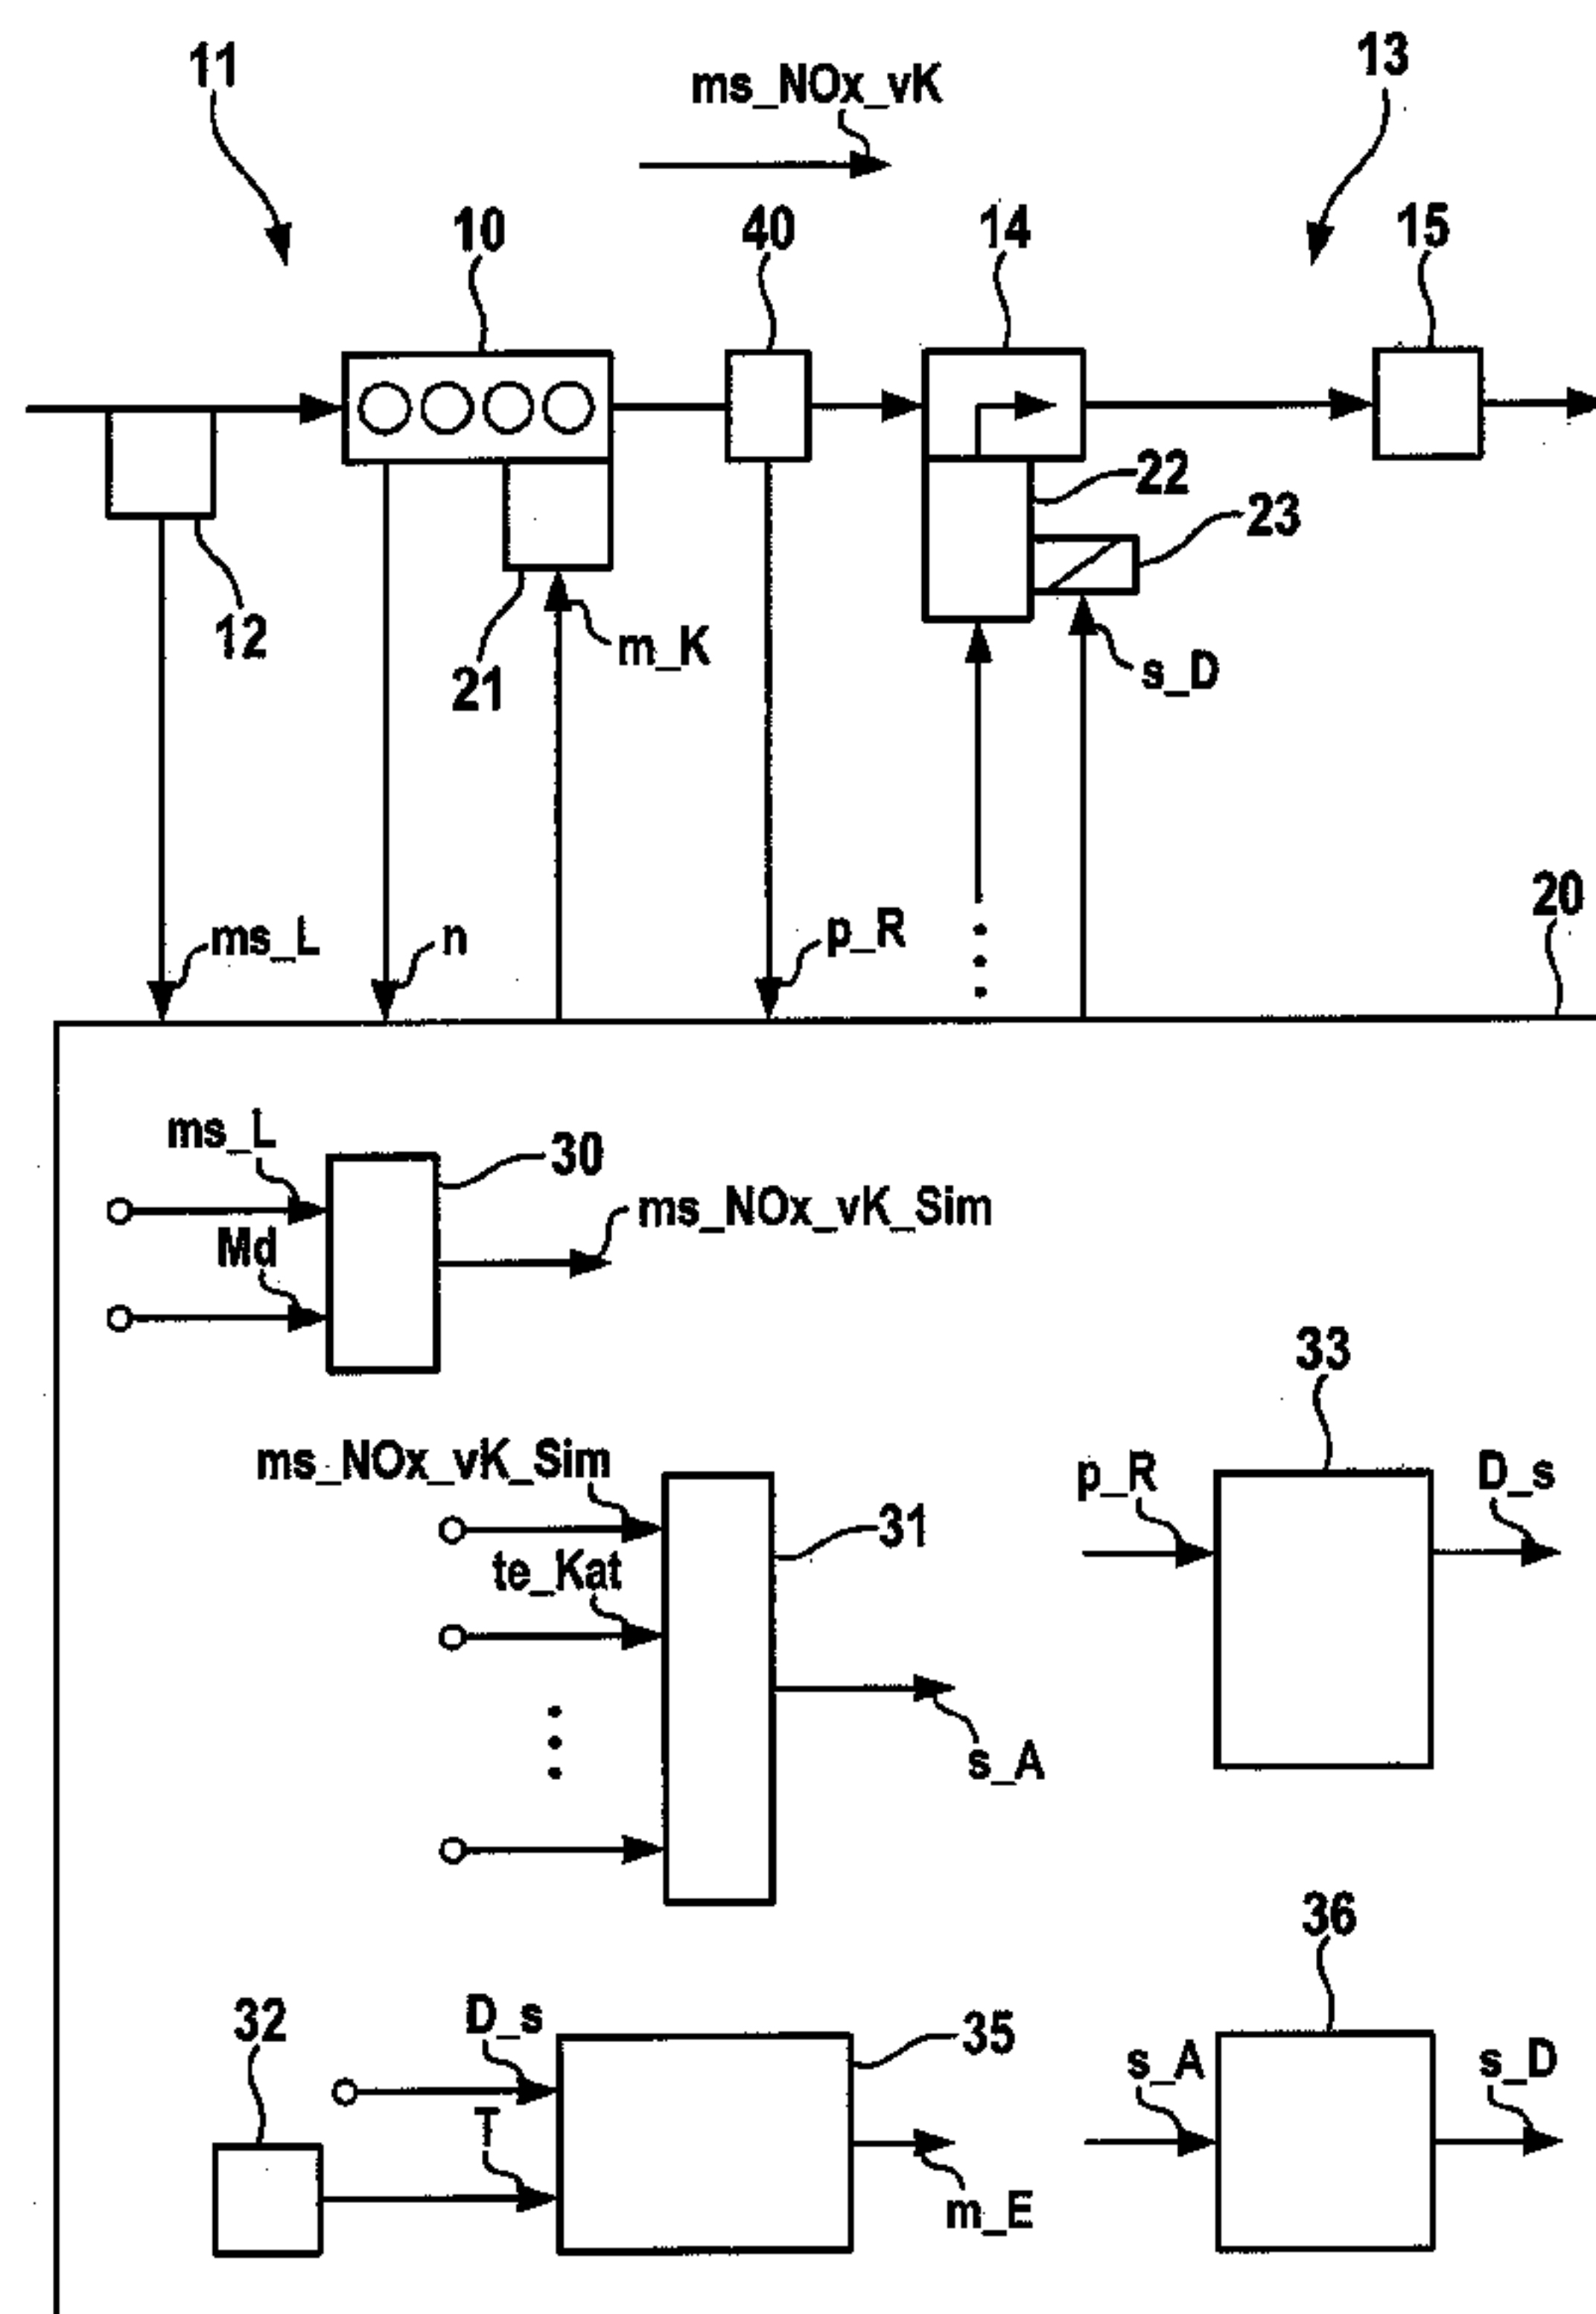 11
ms_NOx_vK
13
10
40
14
15
22
23
12
21
m_K
s_D
20
ms_L
n
p_R
ms_L
30
ms_NOx_vK_Sim
Md
33
ms_NOx_vK_Sim
p_R
D_s
31
te_Kat
s_A
36
32
D_s
35
s_A
s_D
T
m_E